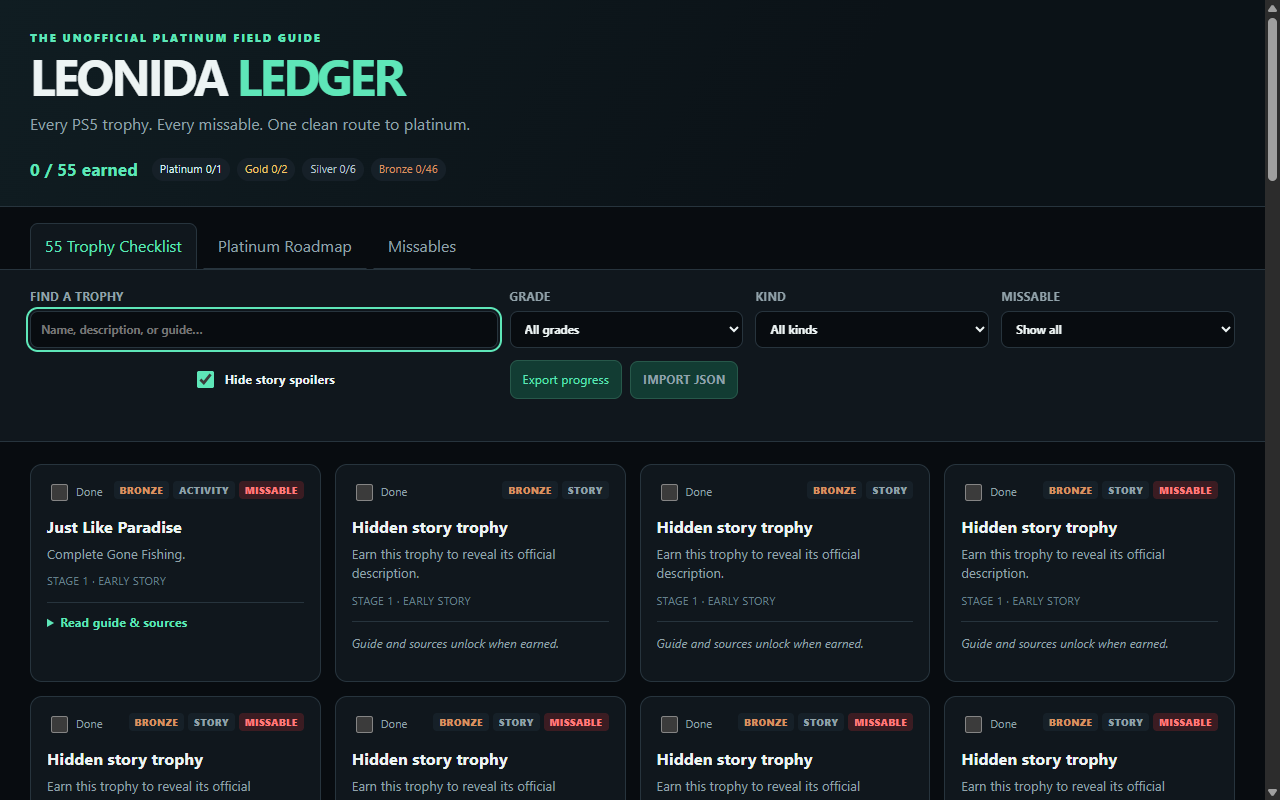 THE UNOFFICIAL PLATINUM FIELD GUIDE
LEONIDA LEDGER
Every PS5 trophy. Every missable. One clean route to platinum.
0 / 55 earned Platinum 0/1 Gold 0/2 Silver 0/6 Bronze 0/46
55 Trophy Checklist Platinum Roadmap Missables
FIND A TROPHY GRADE KIND MISSABLE
Name, description, or guide... All grades All kinds Show all
Hide story spoilers Export progress IMPORT JSON
Done BRONZE ACTIVITY MISSABLE
Just Like Paradise
Complete Gone Fishing.
STAGE 1 · EARLY STORY
Read guide & sources
Done BRONZE STORY
Hidden story trophy
Earn this trophy to reveal its official
description.
STAGE 1 · EARLY STORY
Guide and sources unlock when earned.
Done BRONZE STORY
Hidden story trophy
Earn this trophy to reveal its official
description.
STAGE 1 · EARLY STORY
Guide and sources unlock when earned.
Done BRONZE STORY MISSABLE
Hidden story trophy
Earn this trophy to reveal its official
description.
STAGE 1 · EARLY STORY
Guide and sources unlock when earned.
Done BRONZE STORY MISSABLE
Hidden story trophy
Earn this trophy to reveal its official
Done BRONZE STORY MISSABLE
Hidden story trophy
Earn this trophy to reveal its official
Done BRONZE STORY MISSABLE
Hidden story trophy
Earn this trophy to reveal its official
Done BRONZE STORY MISSABLE
Hidden story trophy
Earn this trophy to reveal its official